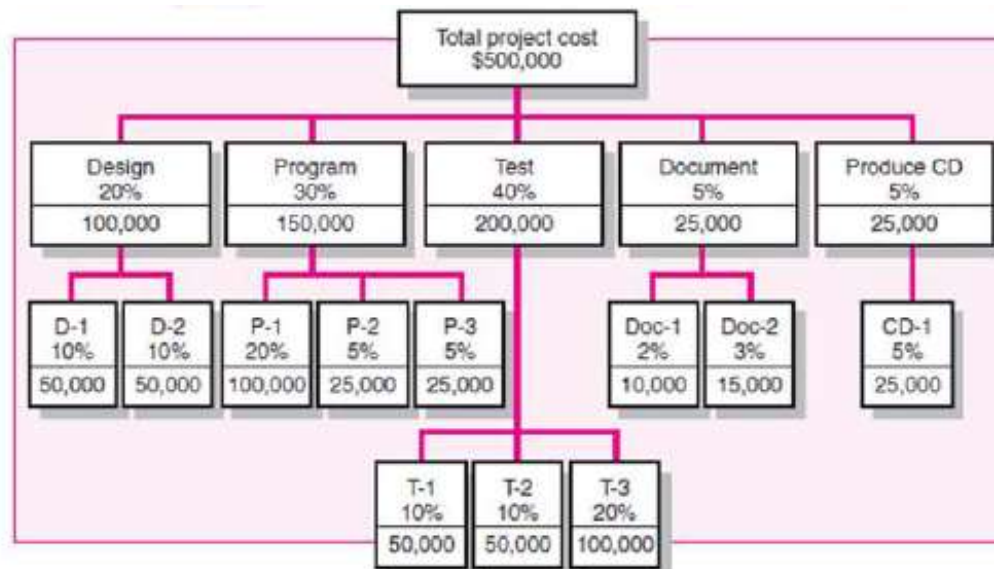 Total project cost
$500,000
Design
20%
100,000
Program
30%
150,000
Test
40%
200,000
Document
5%
25,000
Produce CD
5%
25,000
D-1
10%
50,000
D-2
10%
50,000
P-1
20%
100,000
P-2
5%
25,000
P-3
5%
25,000
Doc-1
2%
10,000
Doc-2
3%
15,000
CD-1
5%
25,000
T-1
10%
50,000
T-2
10%
50,000
T-3
20%
100,000